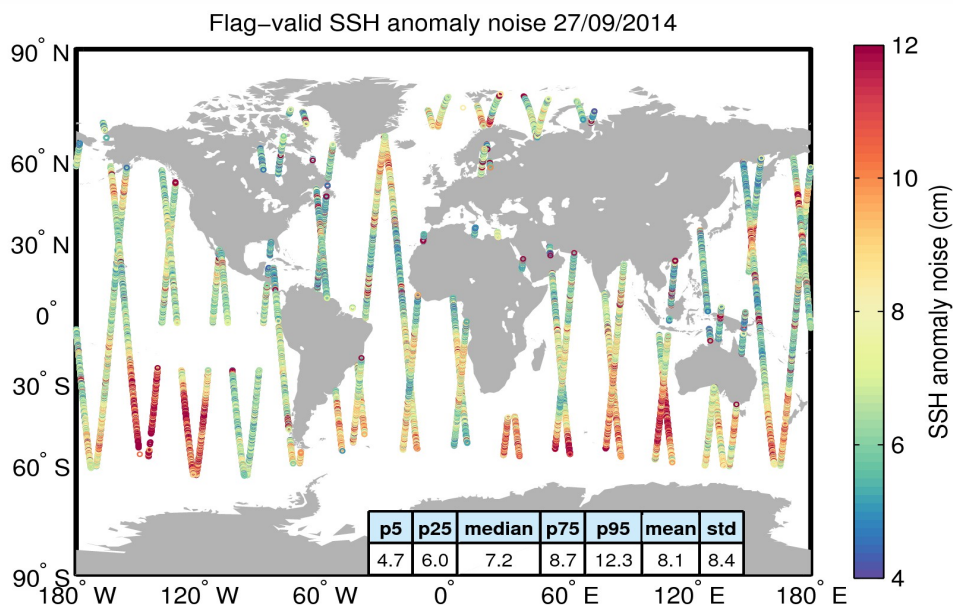 Flag−valid SSH anomaly noise 27/09/2014
90° N
60° N
30° N
0°
30° S
60° S
90° S
180° W
120° W
60° W
0°
60° E
120° E
180° E
p5 p25 median p75 p95 mean std
4.7 6.0 7.2 8.7 12.3 8.1 8.4
12
10
8
6
4
SSH anomaly noise (cm)